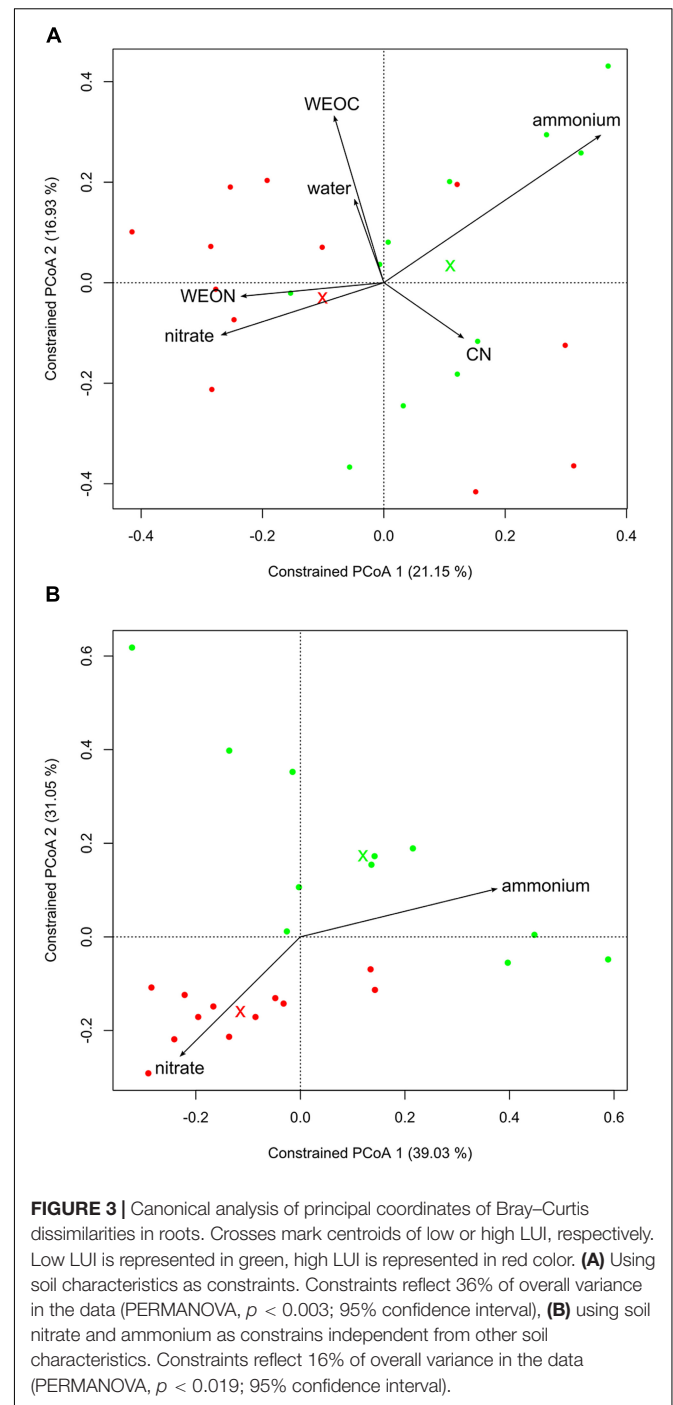 A
Constrained PCoA 2 (16.93 %)
0.4
0.2
0.0
-0.2
-0.4
WEOC
ammonium
water
X
WEON
X
nitrate
CN
-0.4 -0.2 0.0 0.2 0.4
Constrained PCoA 1 (21.15 %)
B
Constrained PCoA 2 (31.05 %)
0.6
0.4
0.2
0.0
-0.2
X
ammonium
X
nitrate
-0.2 0.0 0.2 0.4 0.6
Constrained PCoA 1 (39.03 %)
FIGURE 3 | Canonical analysis of principal coordinates of Bray–Curtis
dissimilarities in roots. Crosses mark centroids of low or high LUI, respectively.
Low LUI is represented in green, high LUI is represented in red color. (A) Using
soil characteristics as constraints. Constraints reflect 36% of overall variance
in the data (PERMANOVA, p < 0.003; 95% confidence interval), (B) using soil
nitrate and ammonium as constrains independent from other soil
characteristics. Constraints reflect 16% of overall variance in the data
(PERMANOVA, p < 0.019; 95% confidence interval).